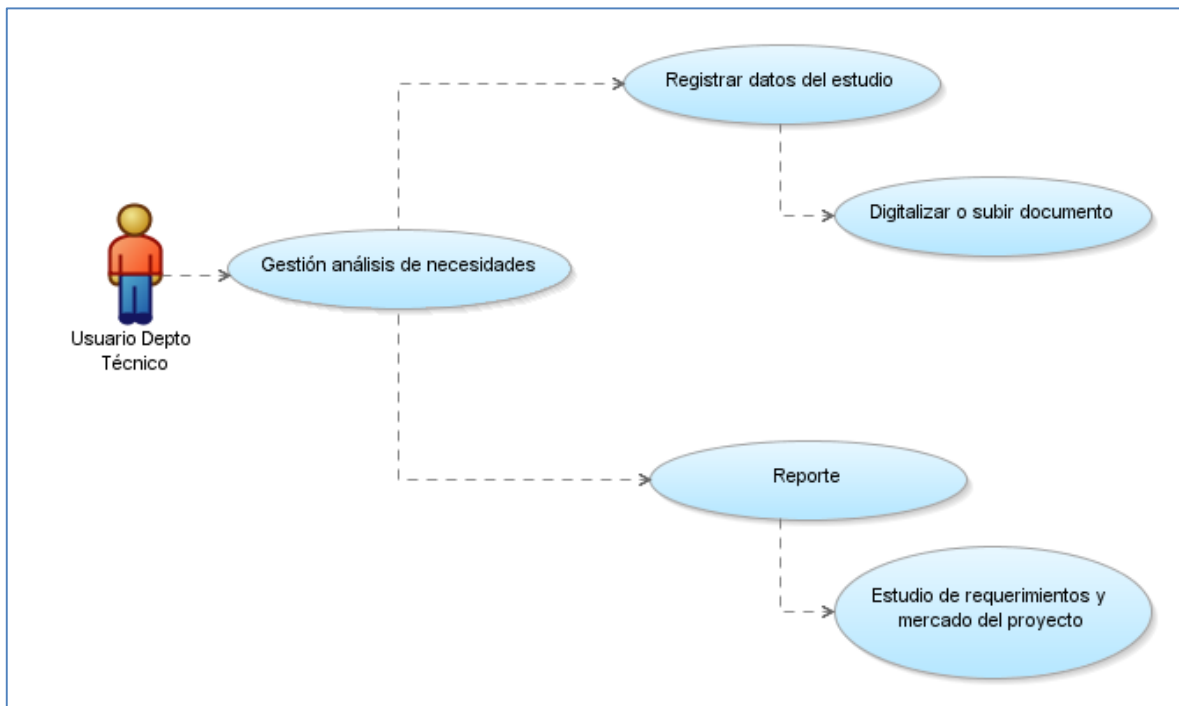 Registrar datos del estudio
Digitalizar o subir documento
Gestión análisis de necesidades
Usuario Depto
Técnico
Reporte
Estudio de requerimientos y
mercado del proyecto